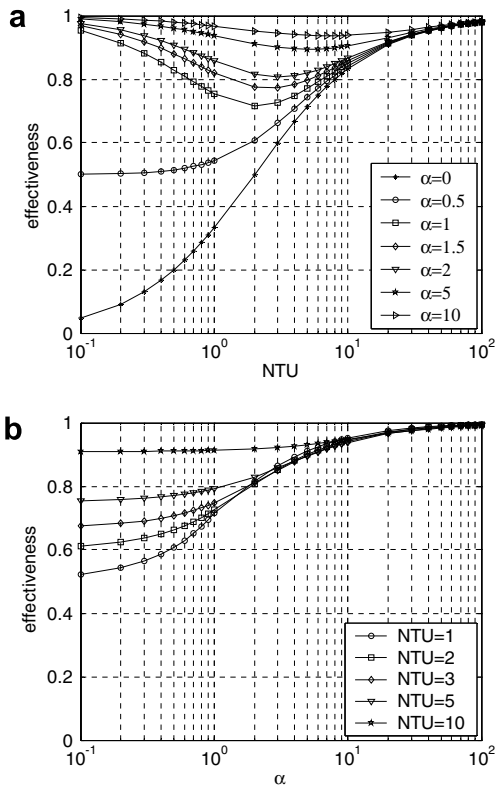 a
1
0.8
0.6
0.4
0.2
0
effectiveness
10^-1
10^0
10^1
10^2
NTU
α=0
α=0.5
α=1
α=1.5
α=2
α=5
α=10
b
1
0.8
0.6
0.4
0.2
0
effectiveness
10^-1
10^0
10^1
10^2
α
NTU=1
NTU=2
NTU=3
NTU=5
NTU=10